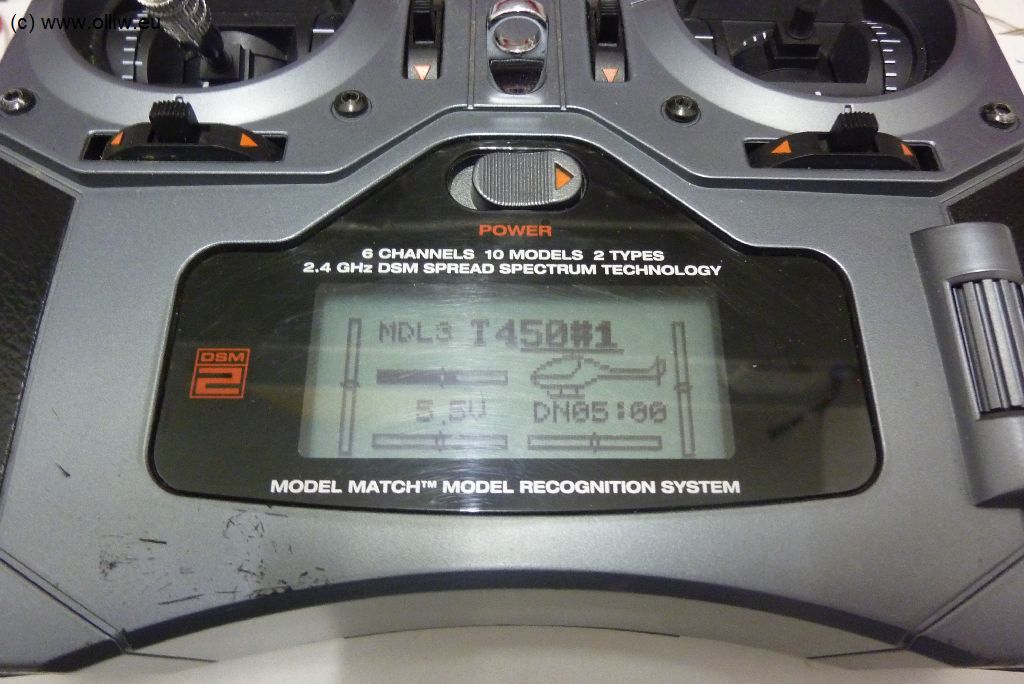 (c) www.olliw.eu
POWER
6 CHANNELS 10 MODELS 2 TYPES
2.4 GHz DSM SPREAD SPECTRUM TECHNOLOGY
MDL3 T450#1
DSM
2
5.5V DN05:00
MODEL MATCH™ MODEL RECOGNITION SYSTEM